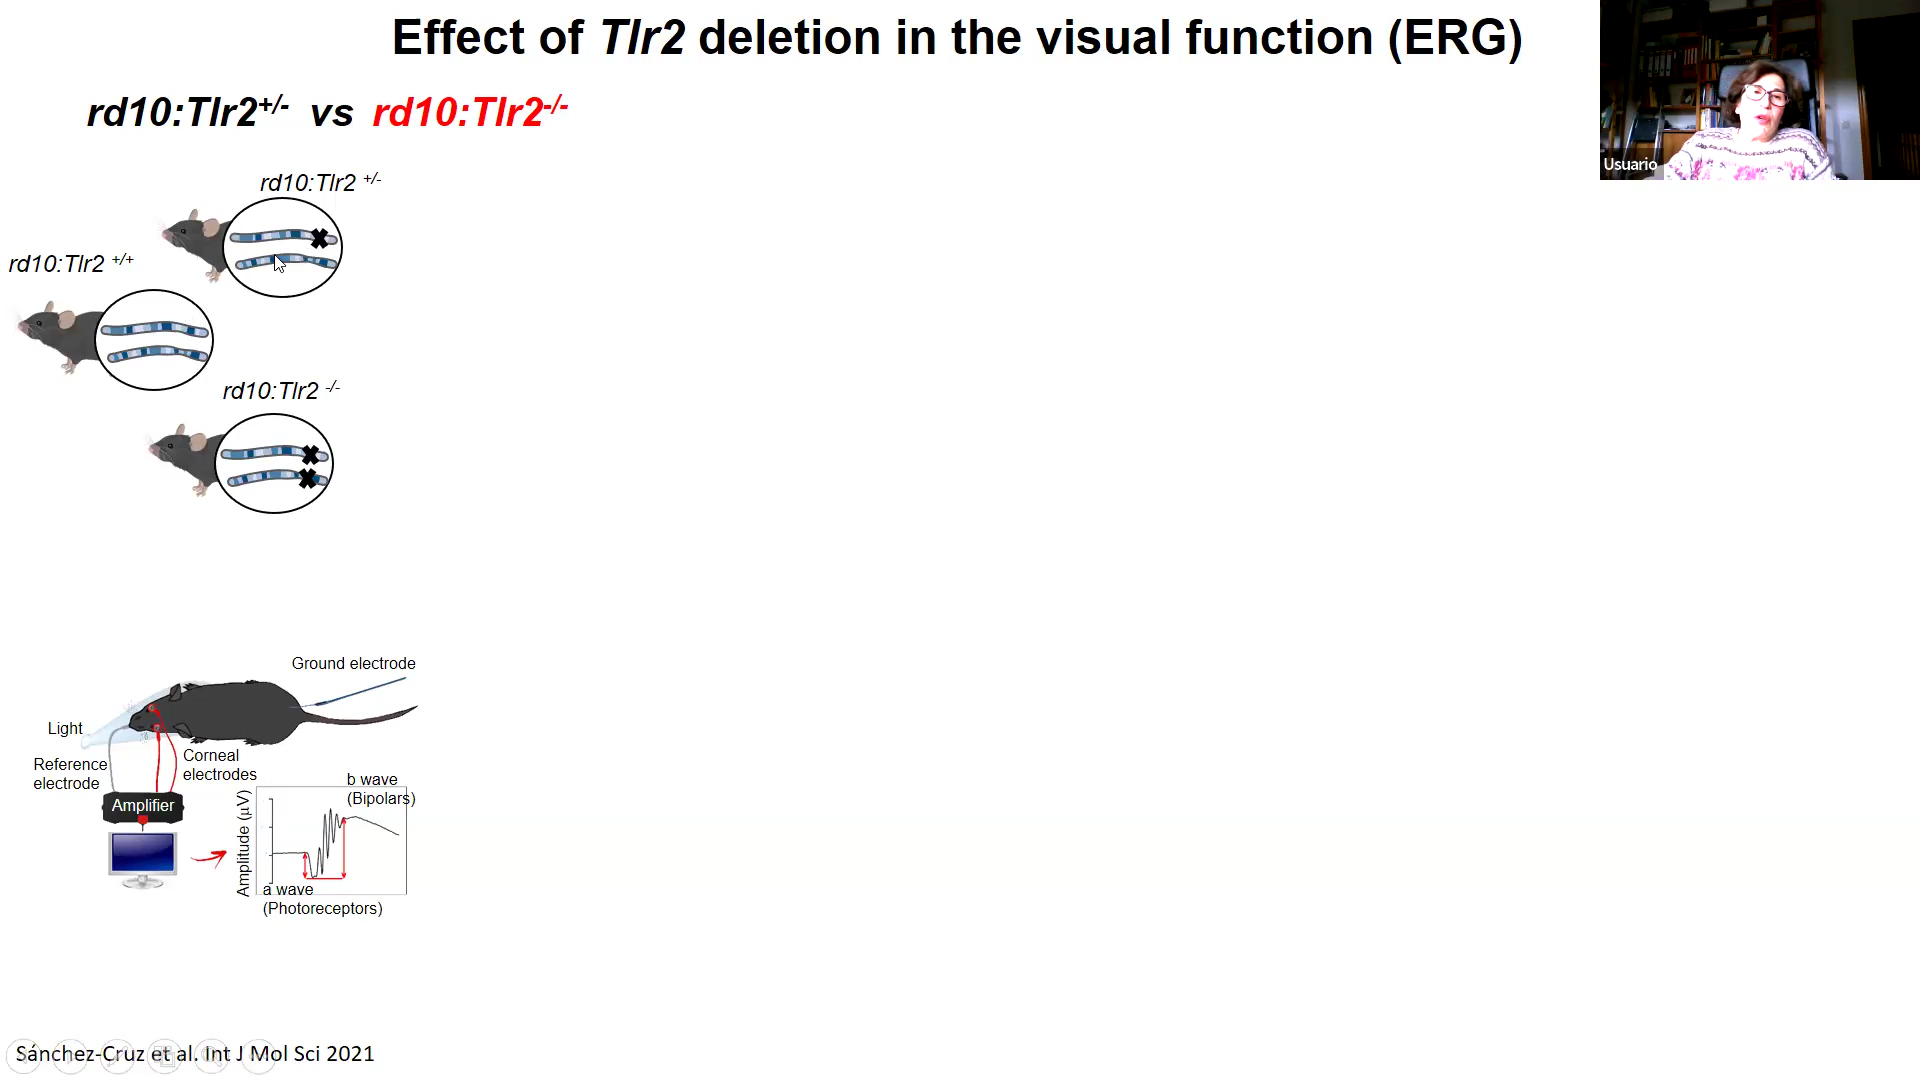 Effect of Tlr2 deletion in the visual function (ERG)
rd10:Tlr2+/- vs rd10:Tlr2-/-
Usuario
rd10:Tlr2 +/-
rd10:Tlr2 +/+
rd10:Tlr2 -/-
Ground electrode
Light
Reference
electrode
Corneal
electrodes
Amplifier
b wave
(Bipolars)
Amplitude (µV)
a wave
(Photoreceptors)
Sánchez-Cruz et al. Int J Mol Sci 2021